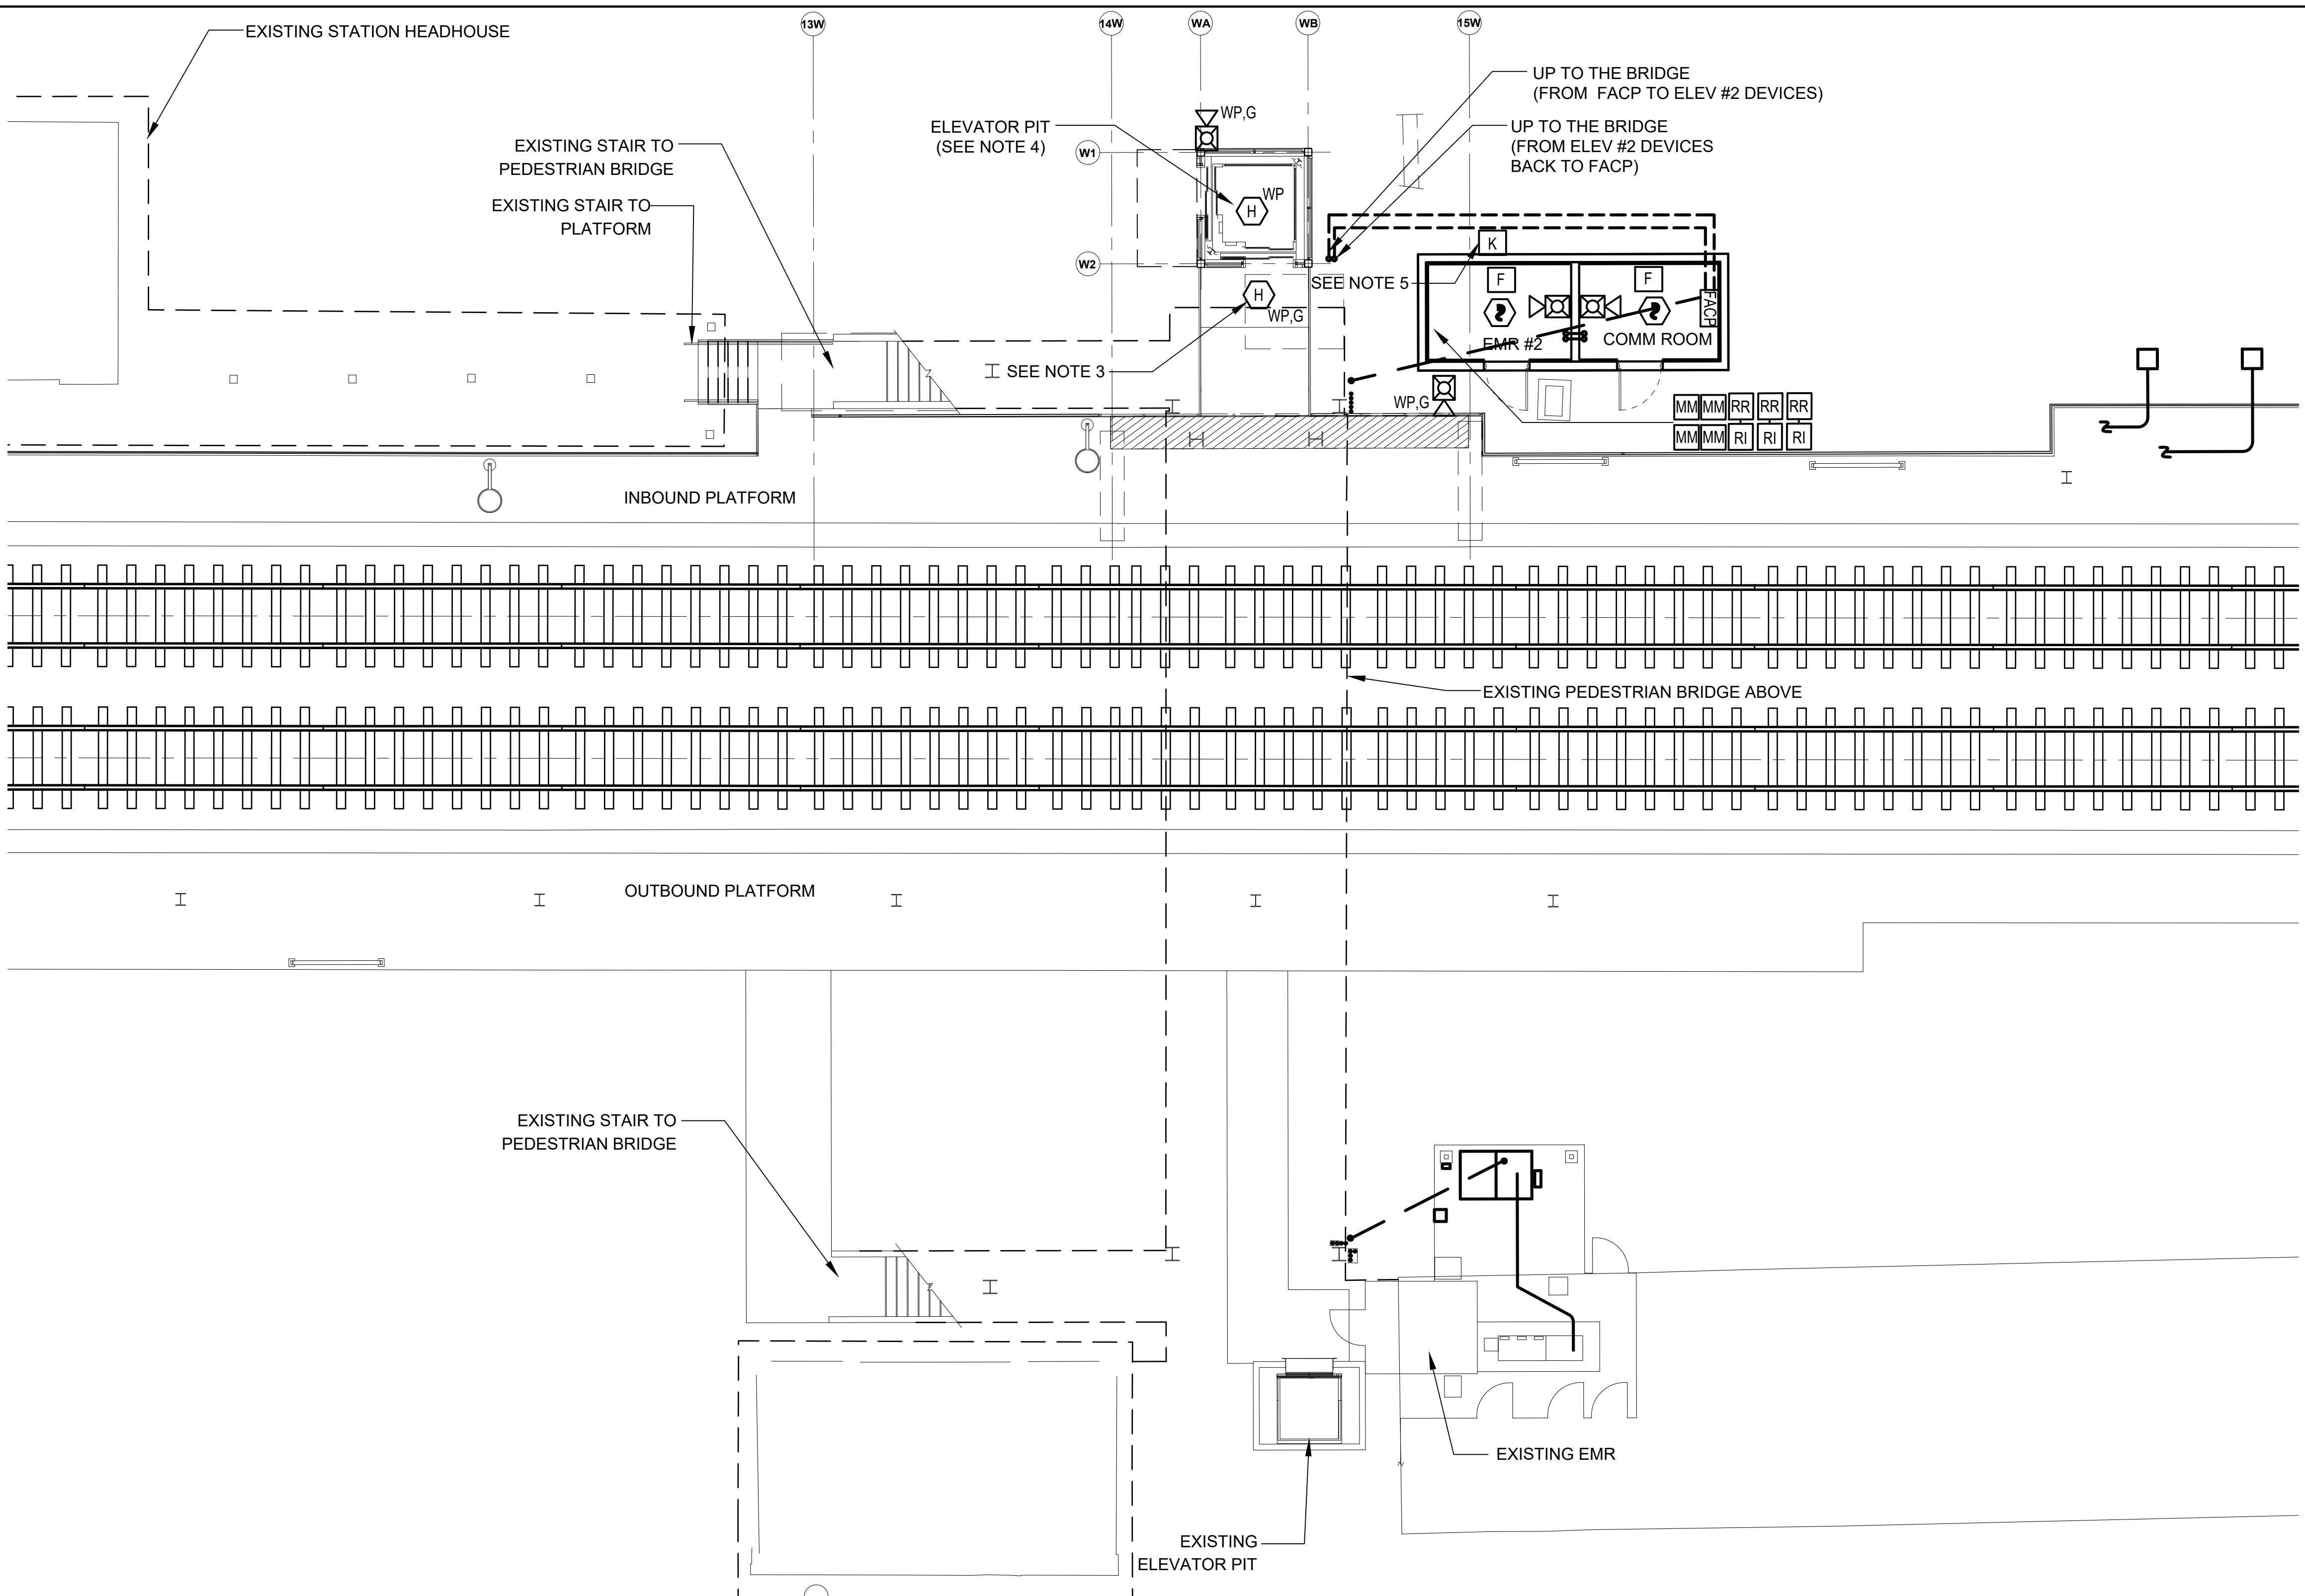 13W
14W
WA
WB
15W
EXISTING STATION HEADHOUSE
UP TO THE BRIDGE
(FROM FACP TO ELEV #2 DEVICES)
UP TO THE BRIDGE
(FROM ELEV #2 DEVICES
BACK TO FACP)
WP,G
ELEVATOR PIT
(SEE NOTE 4)
EXISTING STAIR TO
PEDESTRIAN BRIDGE
W1
WP
H
EXISTING STAIR TO
PLATFORM
K
W2
SEE NOTE 5
F
F
H
WP,G
FACP
EMR #2
COMM ROOM
SEE NOTE 3
WP,G
MM
MM
RR
RR
RR
MM
MM
RI
RI
RI
INBOUND PLATFORM
EXISTING PEDESTRIAN BRIDGE ABOVE
OUTBOUND PLATFORM
EXISTING STAIR TO
PEDESTRIAN BRIDGE
EXISTING EMR
EXISTING
ELEVATOR PIT